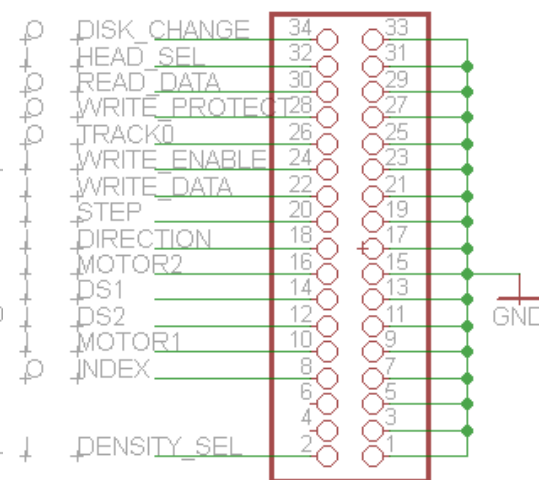 O DISK_CHANGE 34 33
I HEAD_SEL 32 31
O READ_DATA 30 29
O WRITE_PROTECT 28 27
O TRACK0 26 25
I WRITE_ENABLE 24 23
I WRITE_DATA 22 21
I STEP 20 19
I DIRECTION 18 17
I MOTOR2 16 15
I DS1 14 13
I DS2 12 11
I MOTOR1 10 9
O INDEX 8 7
6 5
4 3
I DENSITY_SEL 2 1
GND